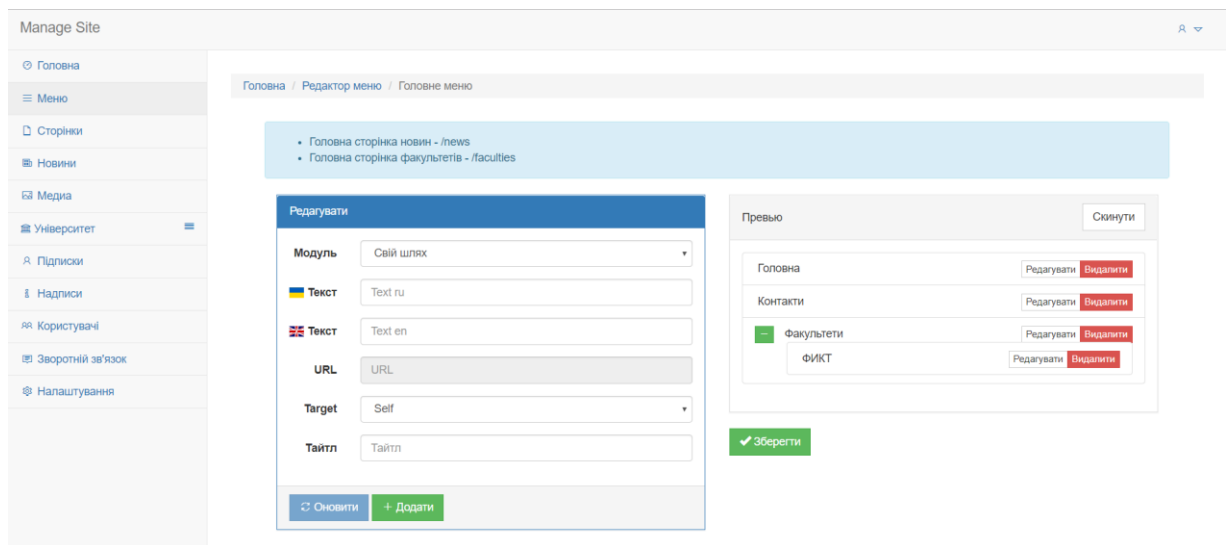 Manage Site
Головна
Меню
Сторінки
Новини
Медиа
Університет
Підписки
Надписи
Користувачі
Зворотній зв'язок
Налаштування
Головна / Редактор меню / Головне меню
Головна сторінка новин - /news
Головна сторінка факультетів - /faculties
Редагувати
Модуль Свій шлях
Текст Text ru
Текст Text en
URL URL
Target Self
Тайтл Тайтл
Оновити + Додати
Превью Скинути
Головна Редагувати Видалити
Контакти Редагувати Видалити
Факультети Редагувати Видалити
ФИКТ Редагувати Видалити
Зберегти